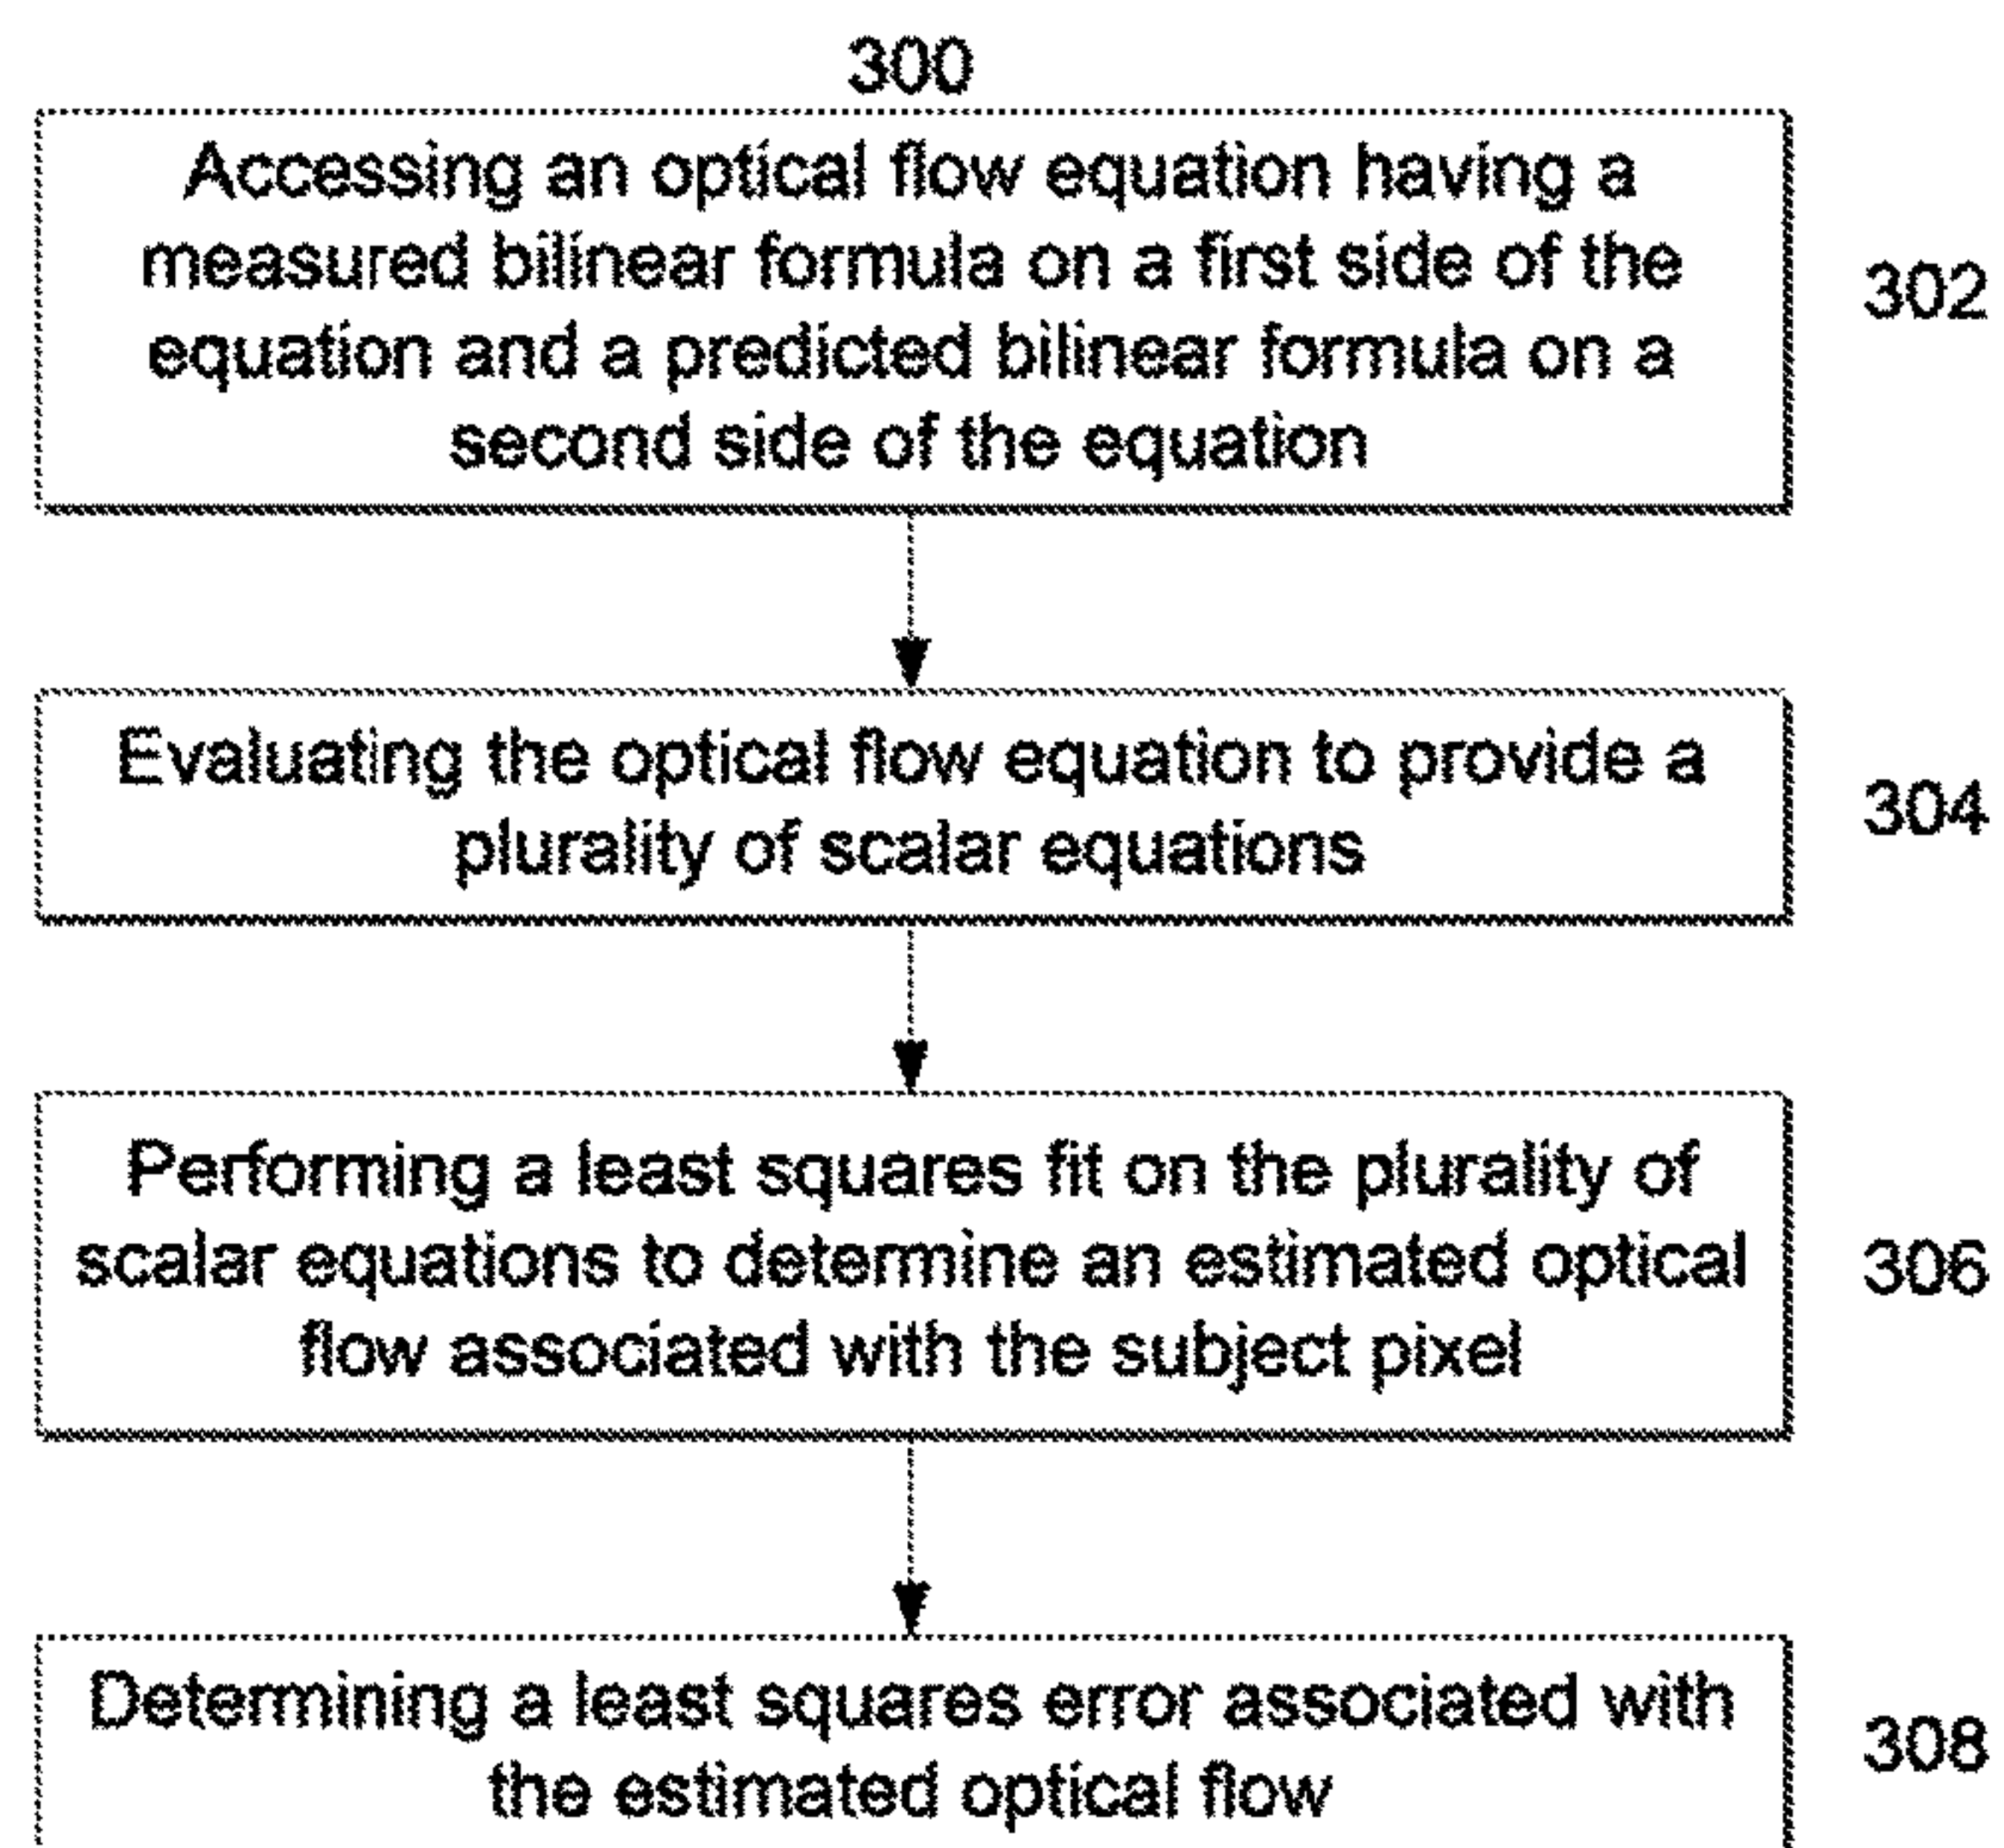 300
Accessing an optical flow equation having a
measured bilinear formula on a first side of the
equation and a predicted bilinear formula on a
second side of the equation
302
Evaluating the optical flow equation to provide a
plurality of scalar equations
304
Performing a least squares fit on the plurality of
scalar equations to determine an estimated optical
flow associated with the subject pixel
306
Determining a least squares error associated with
the estimated optical flow
308